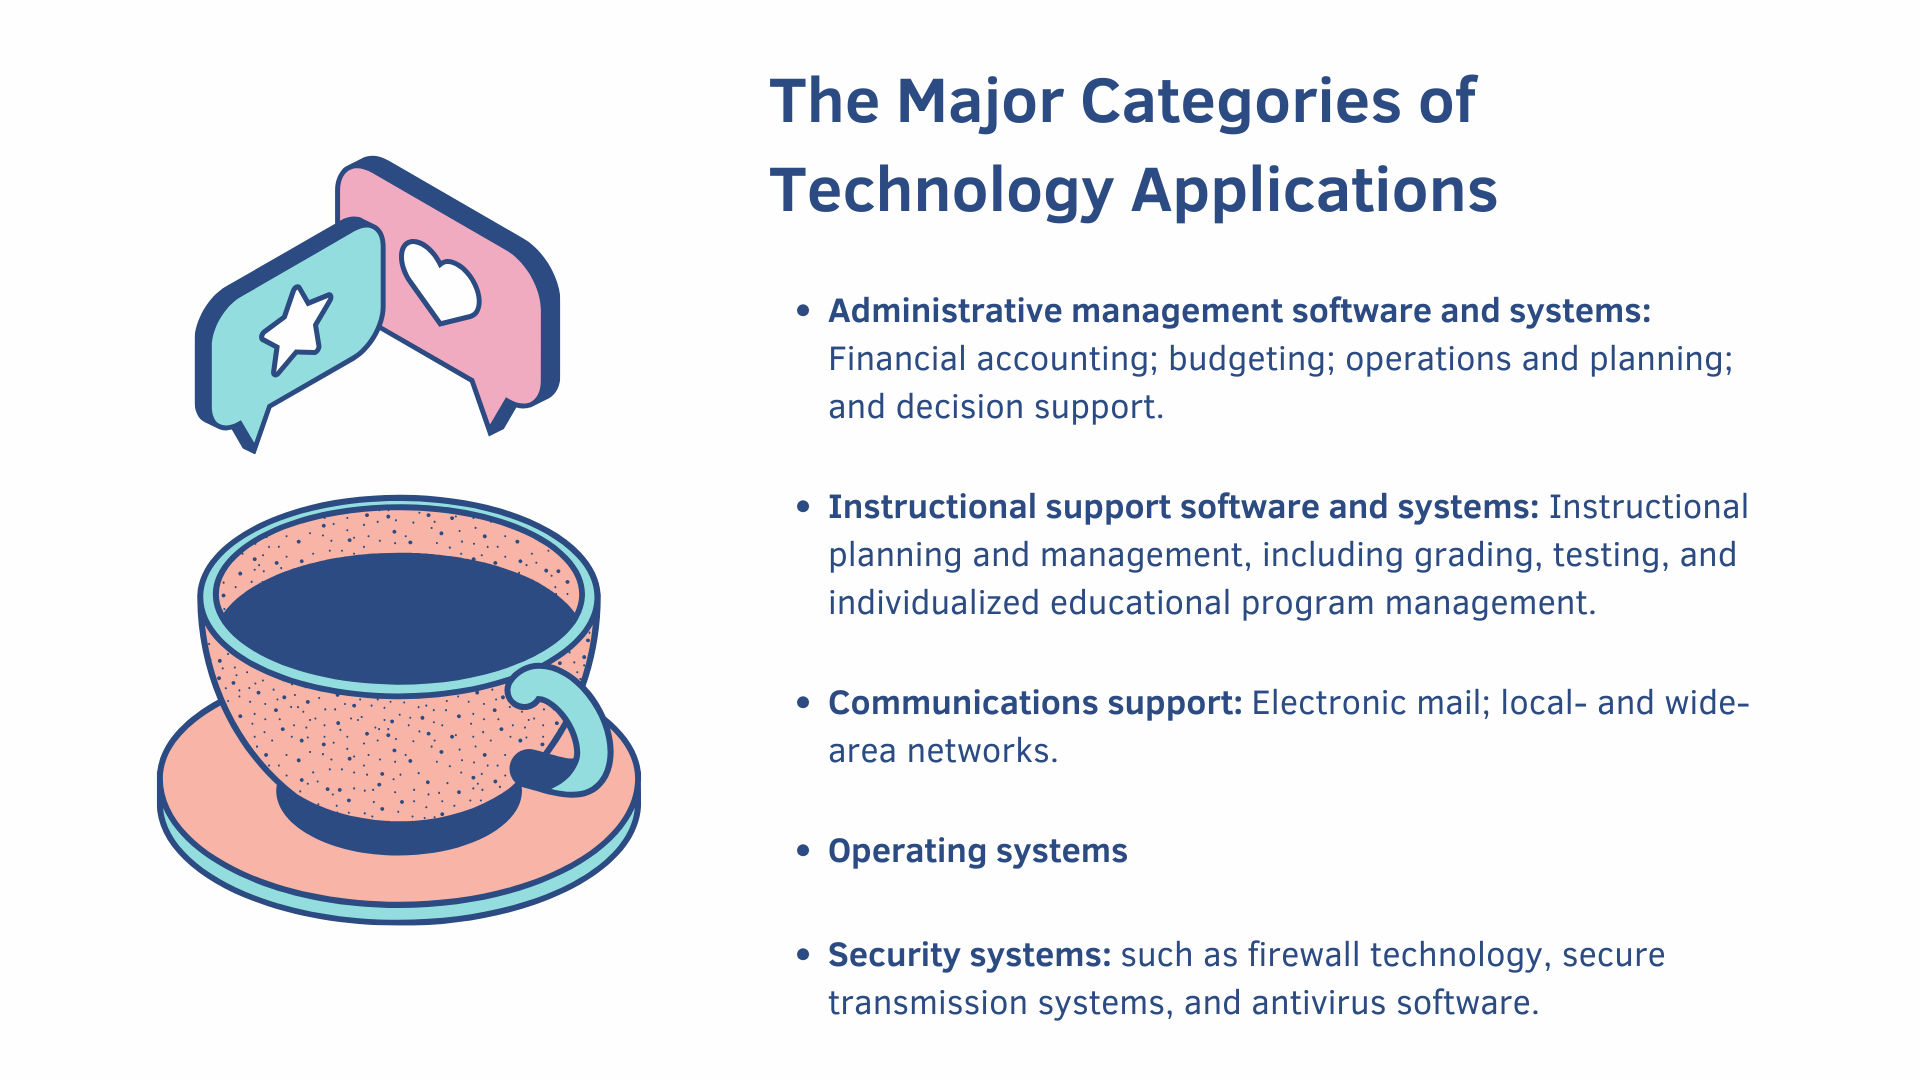 The Major Categories of
Technology Applications
• Administrative management software and systems:
Financial accounting; budgeting; operations and planning;
and decision support.
• Instructional support software and systems: Instructional
planning and management, including grading, testing, and
individualized educational program management.
• Communications support: Electronic mail; local- and wide-
area networks.
• Operating systems
• Security systems: such as firewall technology, secure
transmission systems, and antivirus software.